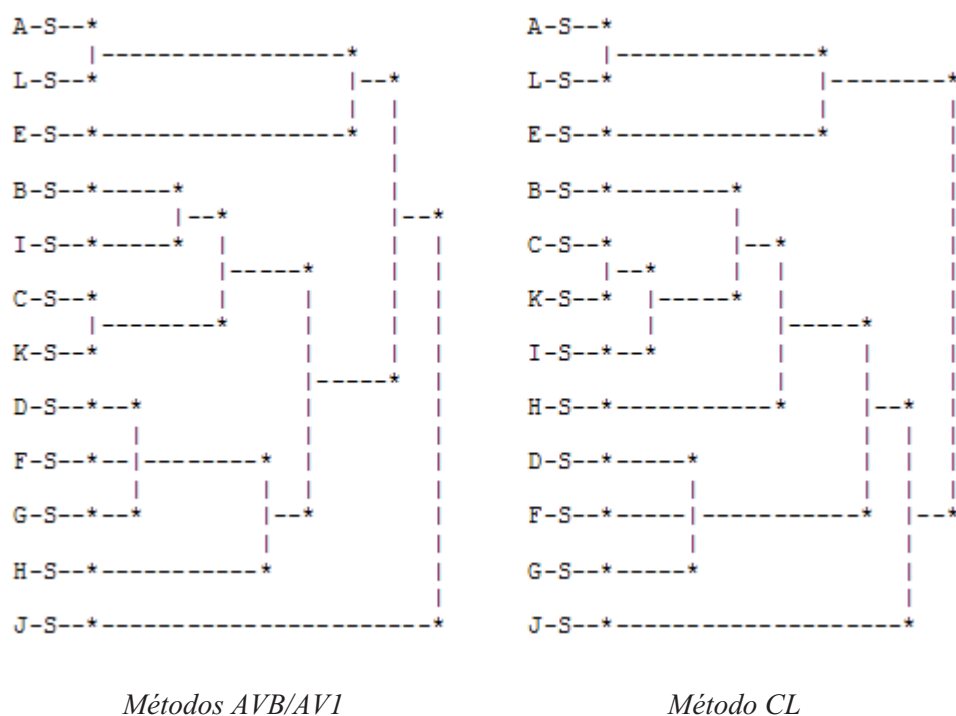 A-S--*
     |-----------------*
L-S--*                 |--*
                       |  |
E-S--*-----------------*  |
                          |
B-S--*-----*              |
           |--*           |--*
I-S--*-----*  |           |  |
              |-----*     |  |
C-S--*        |     |     |  |
     |--------*     |     |  |
K-S--*              |     |  |
                    |-----*  |
D-S--*--*           |        |
        |           |        |
F-S--*--|--------*  |        |
        |        |  |        |
G-S--*--*        |--*        |
                 |           |
H-S--*-----------*           |
                             |
J-S--*-----------------------*
Métodos AVB/AV1
A-S--*
     |--------------*
L-S--*              |--------*
                    |        |
E-S--*--------------*        |
                             |
B-S--*--------*              |
              |              |
C-S--*        |--*           |
     |--*     |  |           |
K-S--*  |-----*  |           |
        |        |-----*     |
I-S--*--*        |     |     |
                 |     |     |
H-S--*-----------*     |--*  |
                       |  |  |
D-S--*-----*           |  |  |
           |           |  |  |
F-S--*-----|-----------*  |--*
           |              |
G-S--*-----*              |
                          |
J-S--*--------------------*
Método CL